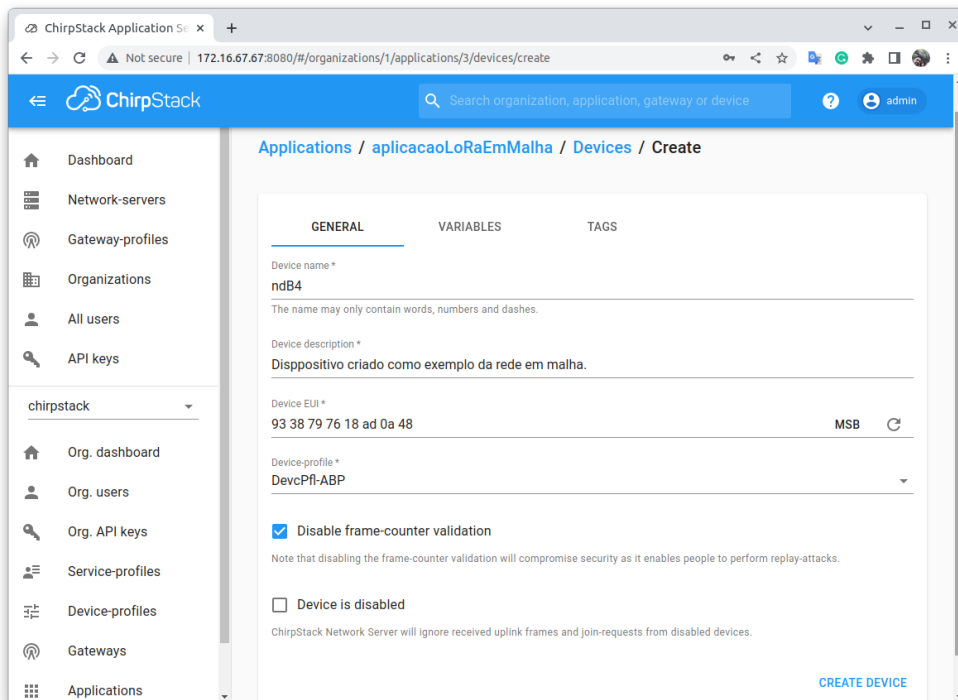 ChirpStack Application Se
Not secure | 172.16.67.67:8080/#/organizations/1/applications/3/devices/create
ChirpStack
Search organization, application, gateway or device
? admin
Dashboard
Network-servers
Gateway-profiles
Organizations
All users
API keys
chirpstack
Org. dashboard
Org. users
Org. API keys
Service-profiles
Device-profiles
Gateways
Applications
Applications / aplicacaoLoRaEmMalha / Devices / Create
GENERAL VARIABLES TAGS
Device name *
ndB4
The name may only contain words, numbers and dashes.
Device description *
Disppositivo criado como exemplo da rede em malha.
Device EUI *
93 38 79 76 18 ad 0a 48 MSB
Device-profile *
DevcPfl-ABP
Disable frame-counter validation
Note that disabling the frame-counter validation will compromise security as it enables people to perform replay-attacks.
Device is disabled
ChirpStack Network Server will ignore received uplink frames and join-requests from disabled devices.
CREATE DEVICE